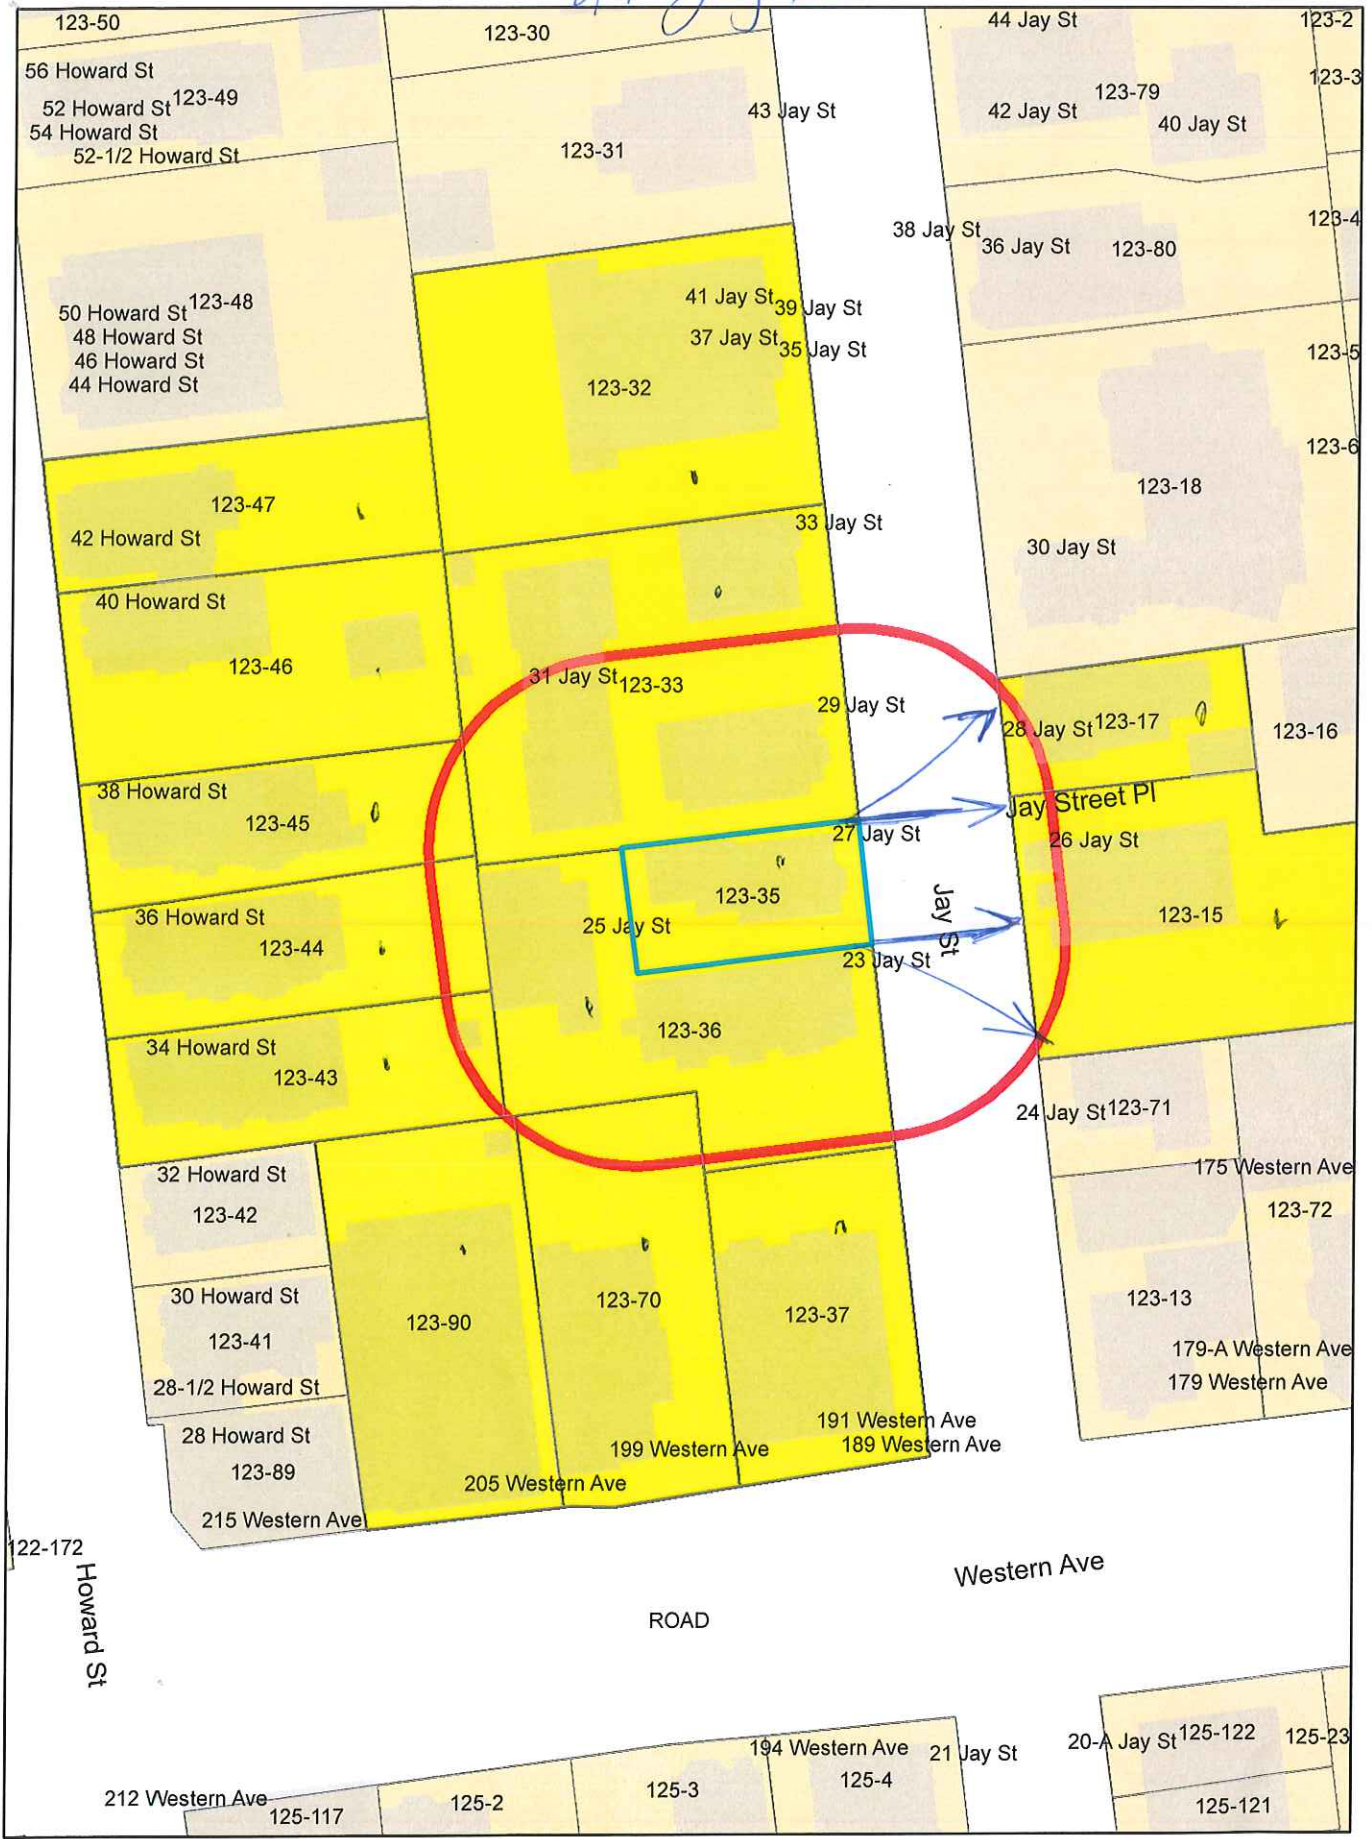 123-50
123-30
44 Jay St
123-2
56 Howard St
123-3
52 Howard St
123-49
43 Jay St
42 Jay St
123-79
40 Jay St
54 Howard St
52-1/2 Howard St
123-31
123-4
38 Jay St
36 Jay St
123-80
50 Howard St
123-48
48 Howard St
46 Howard St
44 Howard St
41 Jay St
39 Jay St
37 Jay St
35 Jay St
123-32
123-5
123-6
123-47
42 Howard St
33 Jay St
123-18
30 Jay St
40 Howard St
123-46
31 Jay St
123-33
29 Jay St
28 Jay St
123-17
123-16
38 Howard St
123-45
27 Jay St
Jay Street Pl
26 Jay St
123-35
36 Howard St
123-44
25 Jay St
Jay St
123-15
23 Jay St
34 Howard St
123-43
123-36
24 Jay St
123-71
32 Howard St
123-42
175 Western Ave
123-72
30 Howard St
123-41
123-90
123-70
123-37
123-13
28-1/2 Howard St
179-A Western Ave
179 Western Ave
28 Howard St
123-89
191 Western Ave
189 Western Ave
199 Western Ave
205 Western Ave
215 Western Ave
122-172
Howard St
Western Ave
ROAD
194 Western Ave
21 Jay St
20-A Jay St
125-122
125-23
212 Western Ave
125-117
125-2
125-3
125-4
125-121